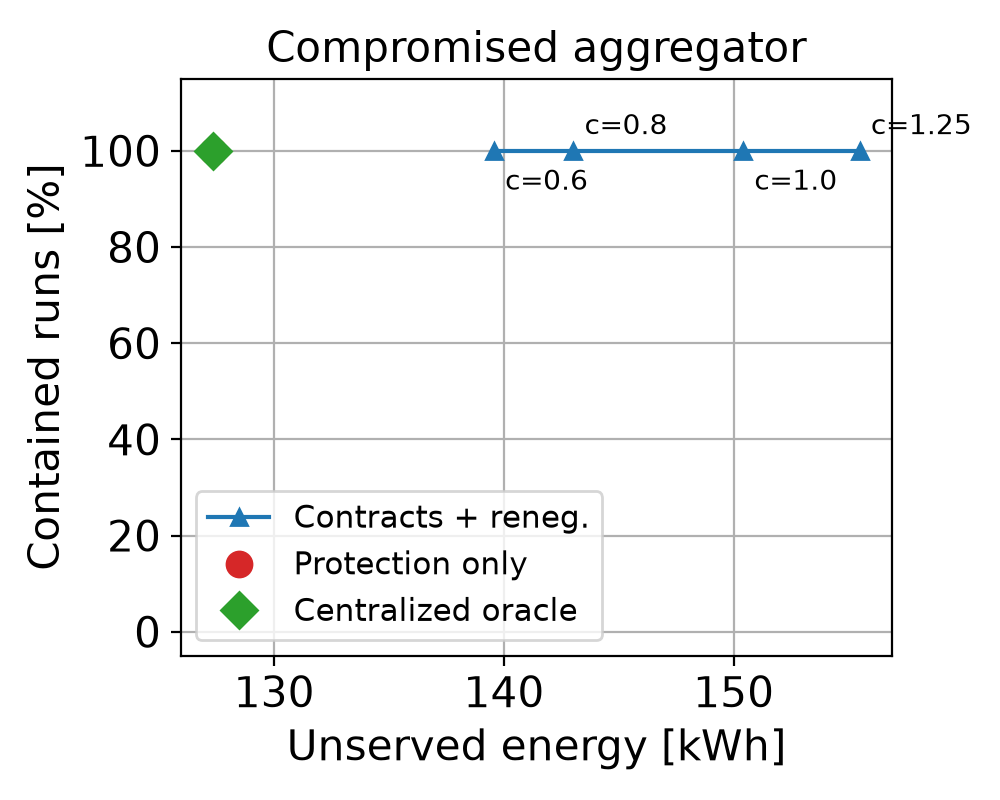 Compromised aggregator
Contained runs [%]
100
80
60
40
20
0
c=0.8
c=1.25
c=0.6
c=1.0
Contracts + reneg.
Protection only
Centralized oracle
130
140
150
Unserved energy [kWh]